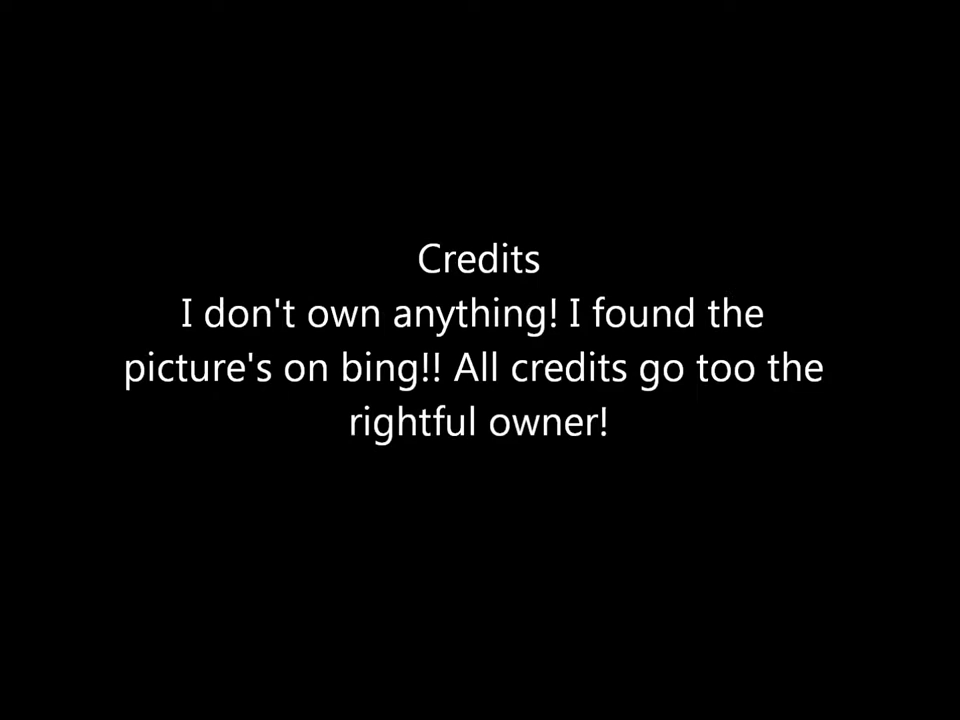 Credits
I don't own anything! I found the
picture's on bing!! All credits go too the
rightful owner!